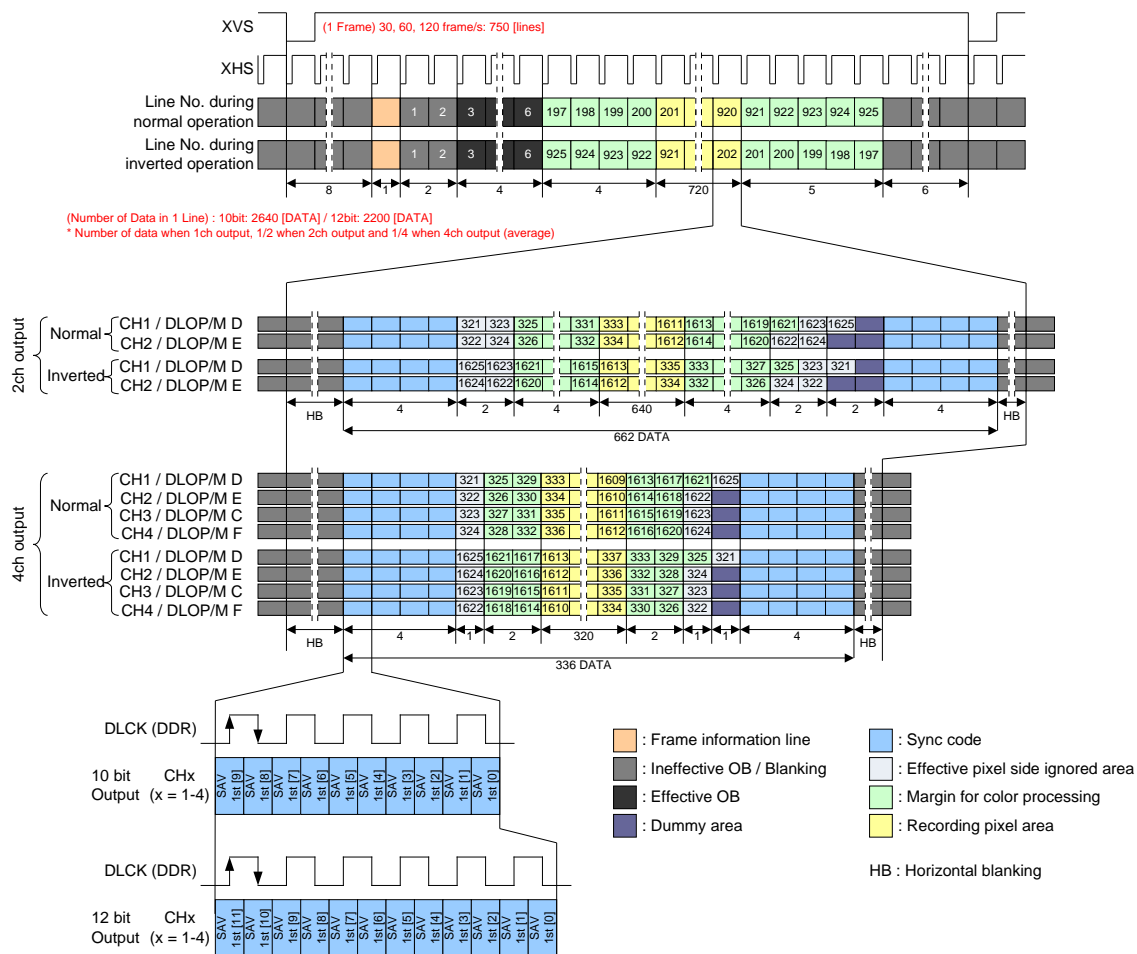 XVS
(1 Frame) 30, 60, 120 frame/s: 750 [lines]
XHS
Line No. during normal operation
1 2 3 6 197 198 199 200 201 920 921 922 923 924 925
Line No. during inverted operation
1 2 3 6 925 924 923 922 921 202 201 200 199 198 197
8 1 2 4 4 720 5 6
(Number of Data in 1 Line) : 10bit: 2640 [DATA] / 12bit: 2200 [DATA]
* Number of data when 1ch output, 1/2 when 2ch output and 1/4 when 4ch output (average)
2ch output
Normal
CH1 / DLOP/M D 321 323 325 331 333 1611 1613 1619 1621 1623 1625
CH2 / DLOP/M E 322 324 326 332 334 1612 1614 1620 1622 1624
Inverted
CH1 / DLOP/M D 1625 1623 1621 1615 1613 335 333 327 325 323 321
CH2 / DLOP/M E 1624 1622 1620 1614 1612 334 332 326 324 322
HB 4 2 4 640 4 2 2 4 HB
662 DATA
4ch output
Normal
CH1 / DLOP/M D 321 325 329 333 1609 1613 1617 1621 1625
CH2 / DLOP/M E 322 326 330 334 1610 1614 1618 1622
CH3 / DLOP/M C 323 327 331 335 1611 1615 1619 1623
CH4 / DLOP/M F 324 328 332 336 1612 1616 1620 1624
Inverted
CH1 / DLOP/M D 1625 1621 1617 1613 337 333 329 325 321
CH2 / DLOP/M E 1624 1620 1616 1612 336 332 328 324
CH3 / DLOP/M C 1623 1619 1615 1611 335 331 327 323
CH4 / DLOP/M F 1622 1618 1614 1610 334 330 326 322
HB 4 1 2 320 2 1 1 4 HB
336 DATA
DLCK (DDR)
10 bit Output CHx (x = 1-4)
SAV 1st [9] SAV 1st [8] SAV 1st [7] SAV 1st [6] SAV 1st [5] SAV 1st [4] SAV 1st [3] SAV 1st [2] SAV 1st [1] SAV 1st [0]
DLCK (DDR)
12 bit Output CHx (x = 1-4)
SAV 1st [11] SAV 1st [10] SAV 1st [9] SAV 1st [8] SAV 1st [7] SAV 1st [6] SAV 1st [5] SAV 1st [4] SAV 1st [3] SAV 1st [2] SAV 1st [1] SAV 1st [0]
: Frame information line
: Ineffective OB / Blanking
: Effective OB
: Dummy area
: Sync code
: Effective pixel side ignored area
: Margin for color processing
: Recording pixel area
HB : Horizontal blanking